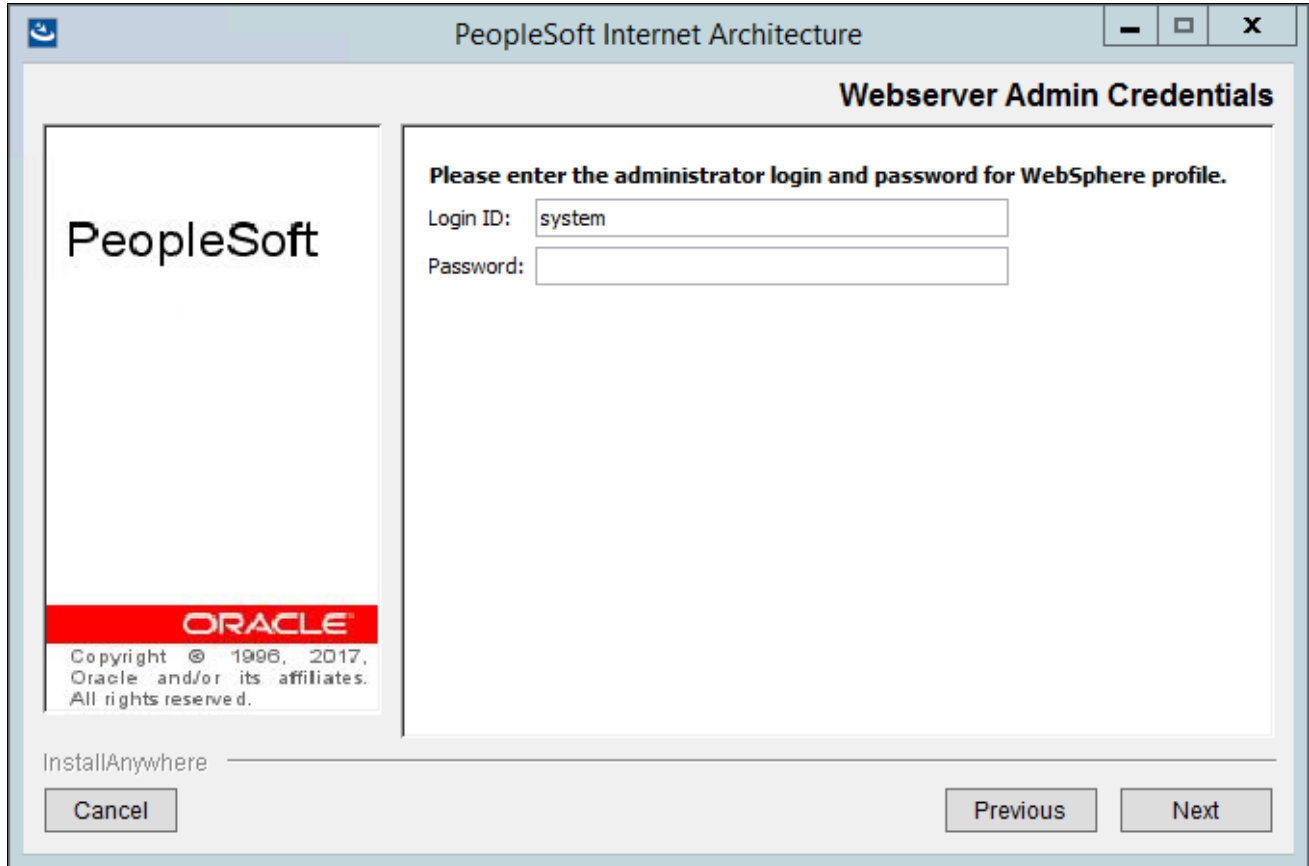 PeopleSoft Internet Architecture
Webserver Admin Credentials
PeopleSoft
ORACLE
Copyright © 1996, 2017,
Oracle and/or its affiliates.
All rights reserved.
Please enter the administrator login and password for WebSphere profile.
Login ID: system
Password:
InstallAnywhere
Cancel Previous Next